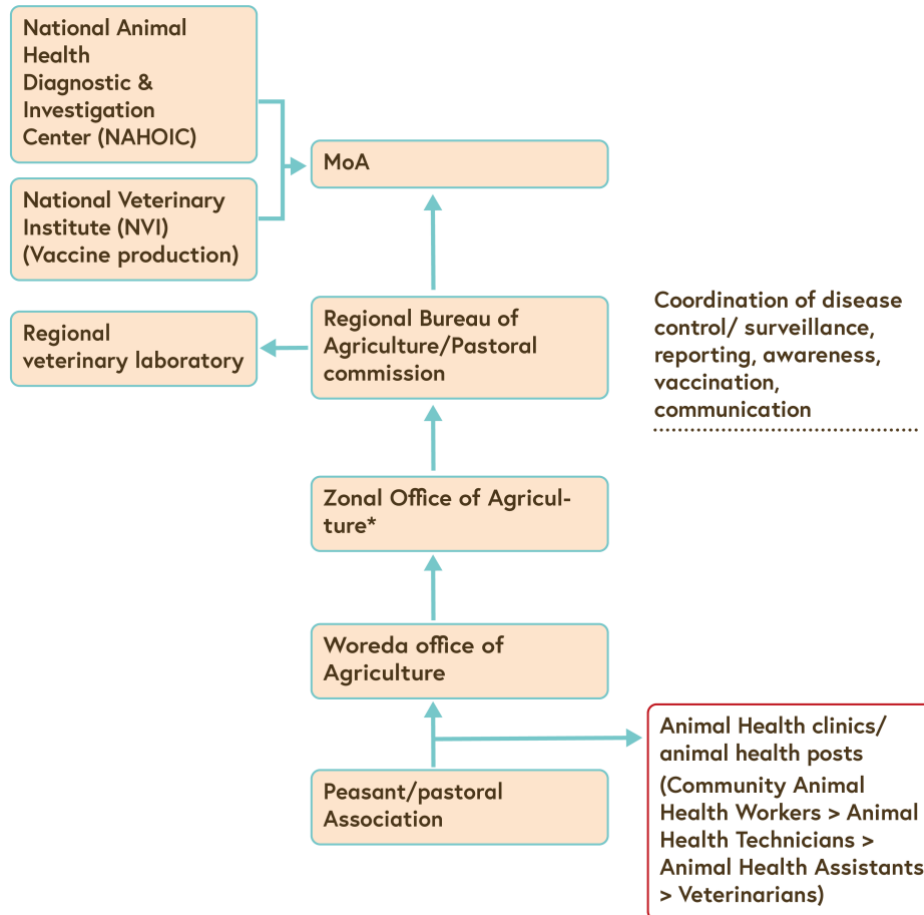 National Animal
Health
Diagnostic &
Investigation
Center (NAHOIC)
MoA
National Veterinary
Institute (NVI)
(Vaccine production)
Regional
veterinary laboratory
Regional Bureau of
Agriculture/Pastoral
commission
Coordination of disease
control/ surveillance,
reporting, awareness,
vaccination,
communication
Zonal Office of Agricul-
ture*
Woreda office of
Agriculture
Peasant/pastoral
Association
Animal Health clinics/
animal health posts
(Community Animal
Health Workers > Animal
Health Technicians >
Animal Health Assistants
> Veterinarians)